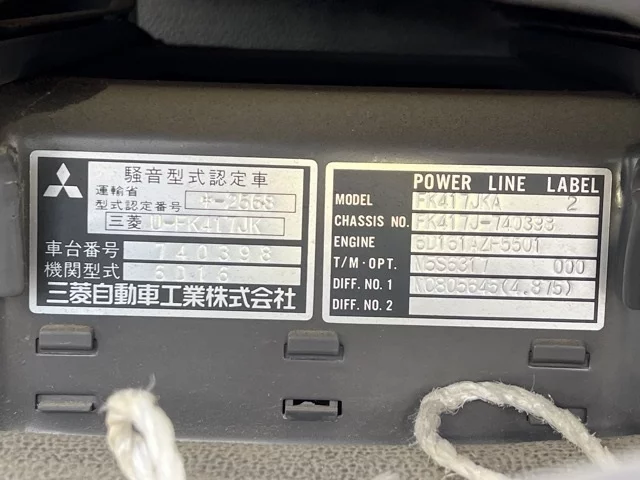 騒音型式認定車
運輸省
型式認定番号
三菱 U-FK417JK
車台番号 740398
機関型式 6D16
三菱自動車工業株式会社
POWER LINE LABEL
MODEL FK417JKA 2
CHASSIS NO. FK417J-740398
ENGINE
T/M·OPT. 000
DIFF. NO. 1 (4.875)
DIFF. NO. 2